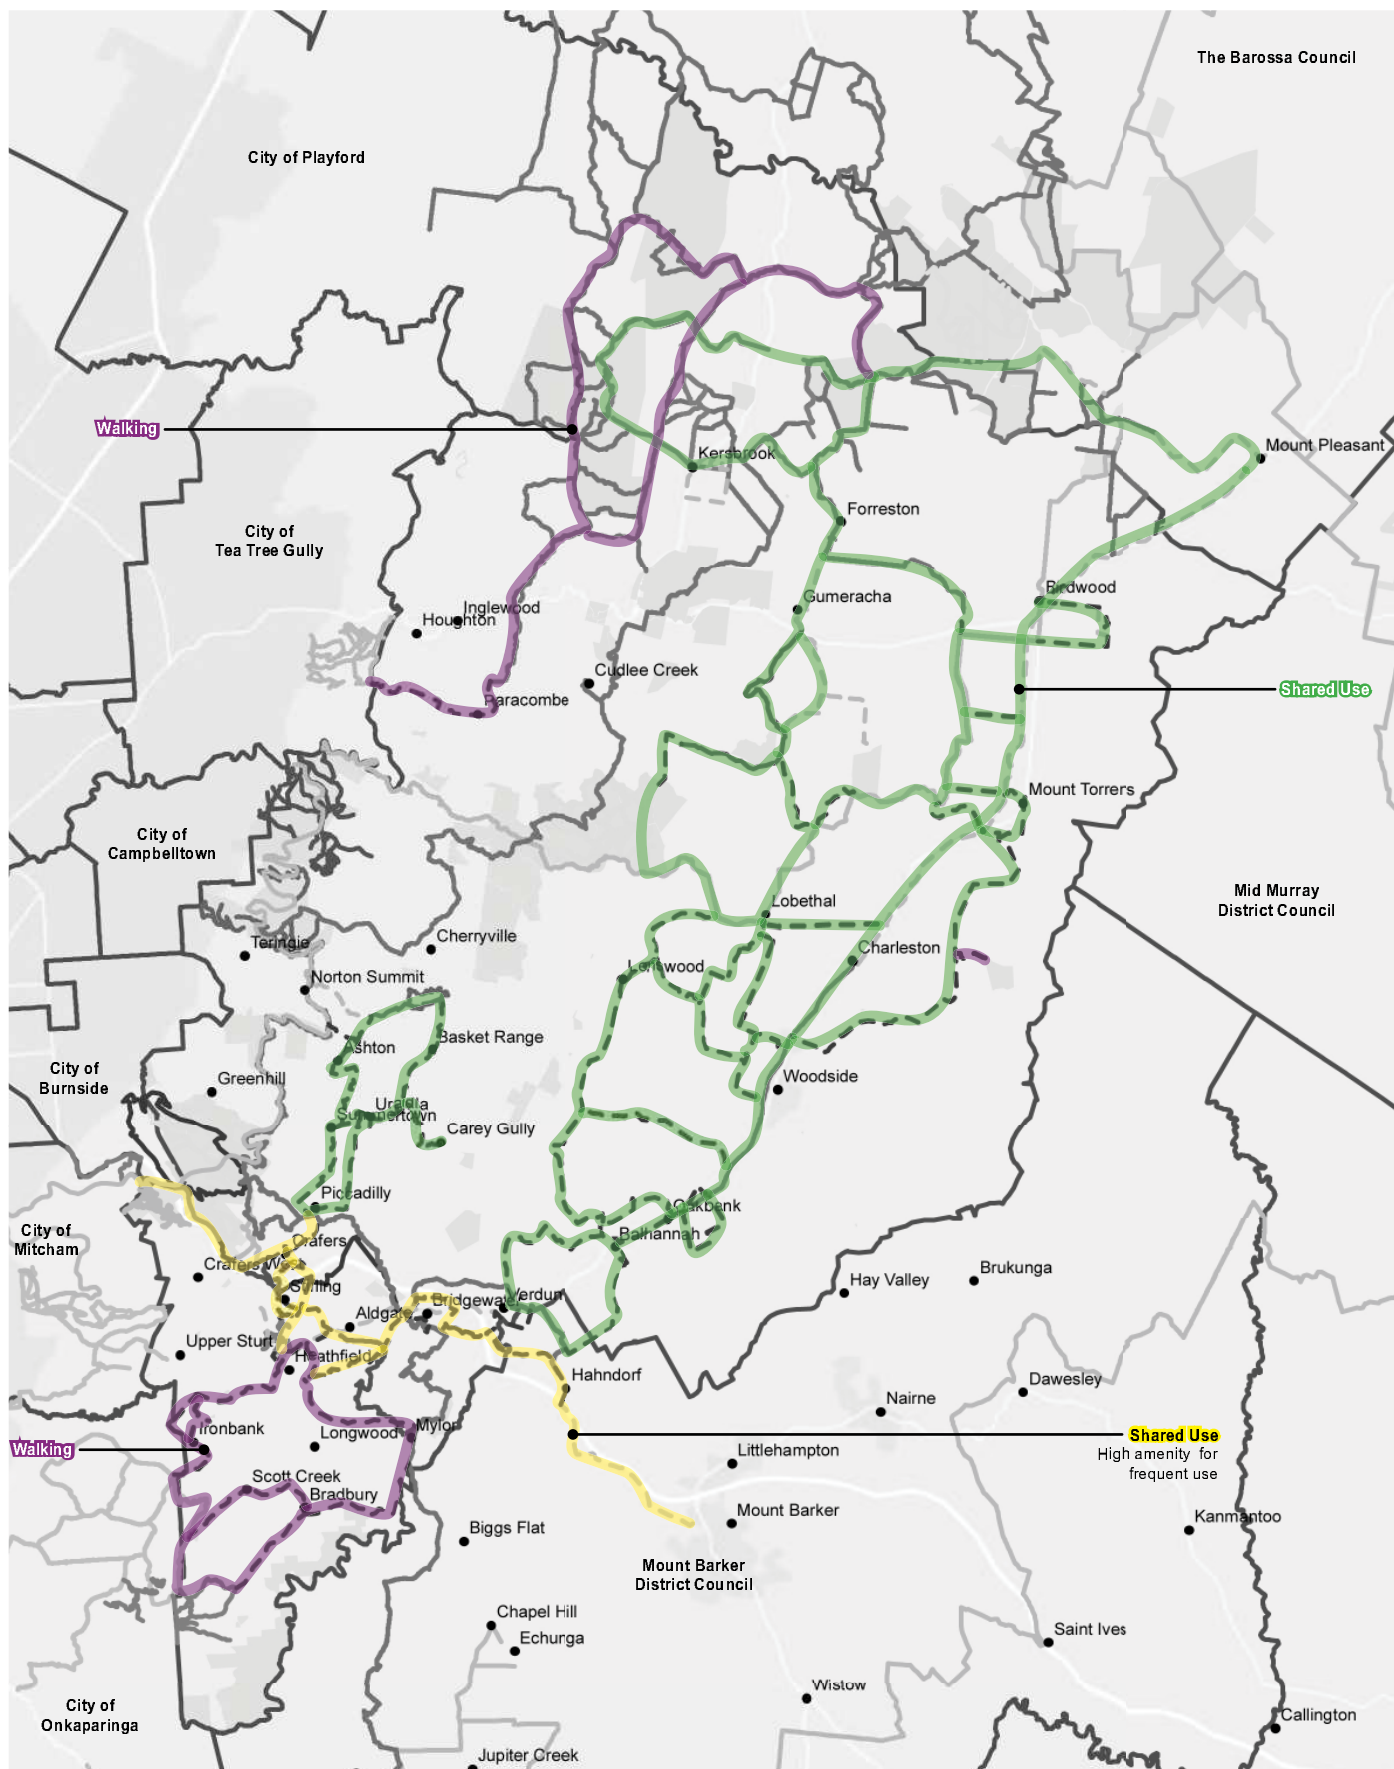 The Barossa Council
City of Playford
Walking
Mount Pleasant
Kersbrook
Forreston
City of
Tea Tree Gully
Birdwood
Gumeracha
Inglewood
Houghton
Cudlee Creek
Shared Use
Paracombe
Mount Torrers
City of
Campbelltown
Mid Murray
District Council
Lobethal
Cherryville
Teringie
Charleston
Lenswood
Norton Summit
Basket Range
Ashton
City of
Burnside
Greenhill
Woodside
Uraidla
Summertown
Carey Gully
Piccadilly
Oakbank
City of
Mitcham
Balhannah
Crafers
Crafers West
Brukunga
Hay Valley
Stirling
Verdun
Bridgewater
Aldgate
Upper Sturt
Heathfield
Hahndorf
Dawesley
Nairne
Ironbank
Mylor
Longwood
Walking
Shared Use
High amenity for
frequent use
Littlehampton
Scott Creek
Bradbury
Mount Barker
Kanmantoo
Biggs Flat
Mount Barker
District Council
Chapel Hill
Echunga
Saint Ives
Wistow
City of
Onkaparinga
Callington
Jupiter Creek